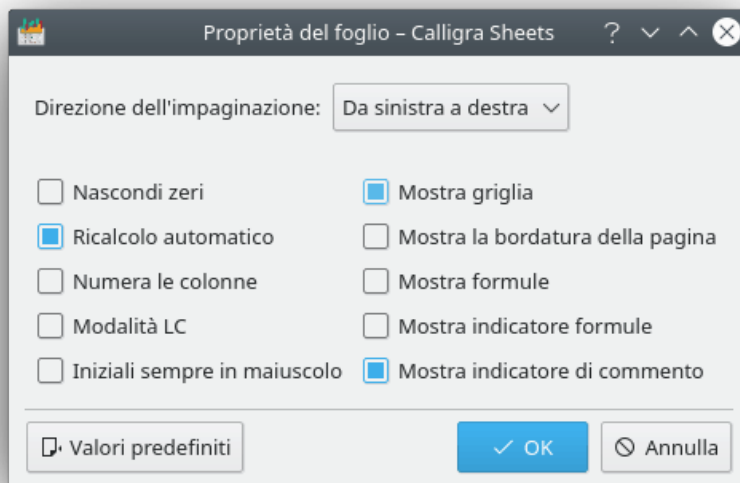 Proprietà del foglio – Calligra Sheets
Direzione dell'impaginazione: Da sinistra a destra
Nascondi zeri
Mostra griglia
Ricalcolo automatico
Mostra la bordatura della pagina
Numera le colonne
Mostra formule
Modalità LC
Mostra indicatore formule
Iniziali sempre in maiuscolo
Mostra indicatore di commento
Valori predefiniti
OK
Annulla